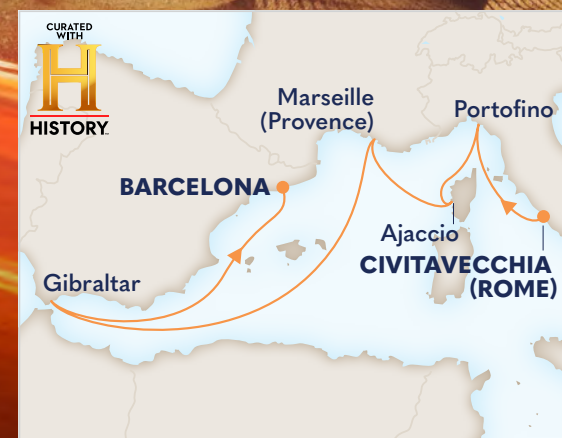 CURATED
WITH
H
HISTORY
Marseille
(Provence)
Portofino
BARCELONA
Ajaccio
CIVITAVECCHIA
(ROME)
Gibraltar